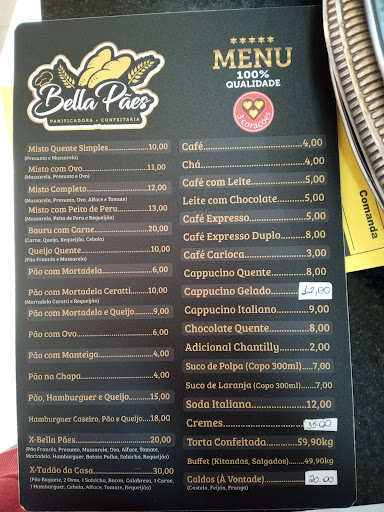 Bella Pães
PANIFICADORA • CONFEITARIA
MENU
100%
QUALIDADE
3 corações
Misto Quente Simples 10,00
(Presunto e Mussarela)
Misto com Ovo 11,00
(Mussarela, Presunto e Ovo)
Misto Completo 12,00
(Mussarela, Presunto, Ovo, Alface e Tomate)
Misto com Peito de Peru 13,00
(Mussarela, Peito de Peru e Requeijão)
Bauru com Carne 20,00
(Carne, Queijo, Requeijão, Cebola)
Queijo Quente 10,00
(Pão Francês e Mussarela)
Pão com Mortadela 6,00
Pão com Mortadela Ceratti 10,00
(Mortadela Ceratti e Requeijão)
Pão com Mortadela e Queijo 9,00
Pão com Ovo 6,00
Pão com Manteiga 4,00
Pão na Chapa 4,00
Pão, Hamburguer e Queijo 15,00
Hamburguer Caseiro, Pão e Queijo 18,00
X-Bella Pães 20,00
(Pão Francês, Presunto, Mussarela, Ovo, Alface, Tomate,
Mortadela, Hamburguer, Batata Palha, Salsicha, Requeijão)
X-Tudão da Casa 30,00
(Pão Baguete, 2 Ovos, 1 Salsicha, Bacon, Calabresa, 1 Carne,
1 Hamburguer, Cebola, Alface, Tomate, Requeijão)
Café 4,00
Chá 4,00
Café com Leite 5,00
Leite com Chocolate 5,00
Café Expresso 5,00
Café Expresso Duplo 8,00
Café Carioca 3,00
Cappucino Quente 8,00
Cappucino Gelado 12,00
Cappucino Italiano 9,00
Chocolate Quente 8,00
Adicional Chantilly 2,00
Suco de Polpa (Copo 300ml) 7,00
Suco de Laranja (Copo 300ml) 7,00
Soda Italiana 12,00
Cremes 35,00
Torta Confeitada 59,90kg
Buffet (Kitandas, Salgados) 49,90kg
Caldos (À Vontade) 20,00
(Costela, Feijão, Frango)
Comanda